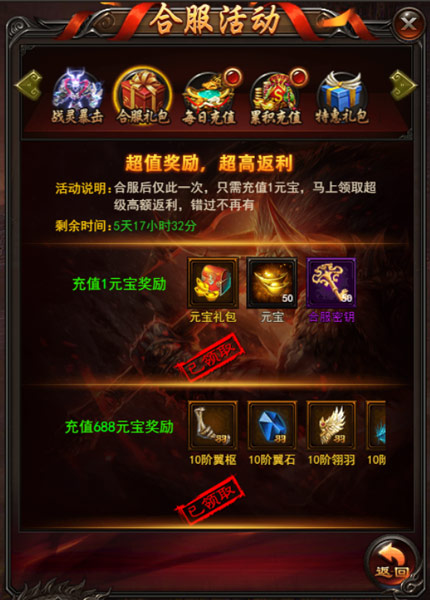 合服活动
战灵暴击
合服礼包
每日充值
累积充值
特惠礼包
超值奖励，超高返利
活动说明：合服后仅此一次，只需充值1元宝，马上领取超
级高额返利，错过不再有
剩余时间：5天17小时32分
充值1元宝奖励
50
50
元宝礼包
元宝
合服密钥
已领取
充值688元宝奖励
10阶翼枢
10阶翼石
10阶翎羽
10阶
已领取
返回